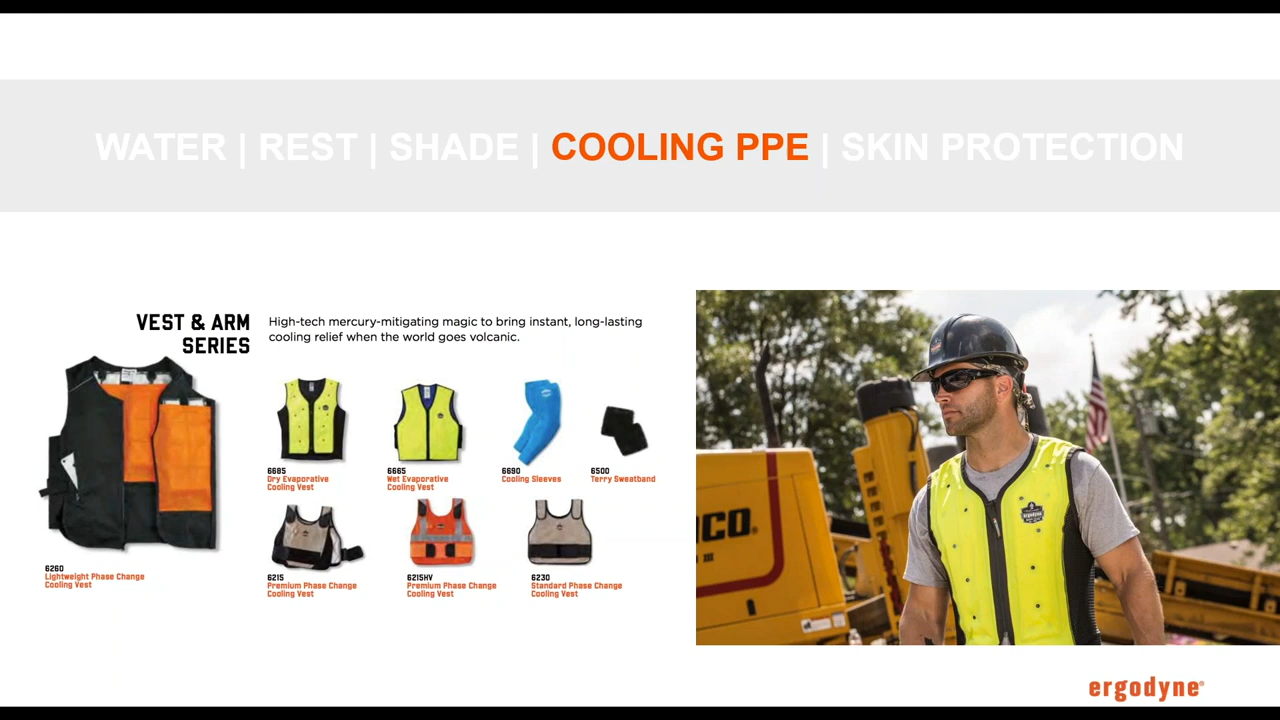 WATER | REST | SHADE | COOLING PPE | SKIN PROTECTION
VEST & ARM
SERIES
High-tech mercury-mitigating magic to bring instant, long-lasting
cooling relief when the world goes volcanic.
6685
Dry Evaporative
Cooling Vest
6665
Wet Evaporative
Cooling Vest
6690
Cooling Sleeves
6500
Terry Sweatband
6260
Lightweight Phase Change
Cooling Vest
6215
Premium Phase Change
Cooling Vest
6215HV
Premium Phase Change
Cooling Vest
6230
Standard Phase Change
Cooling Vest
CO.
III
ergodyne
ergodyne®